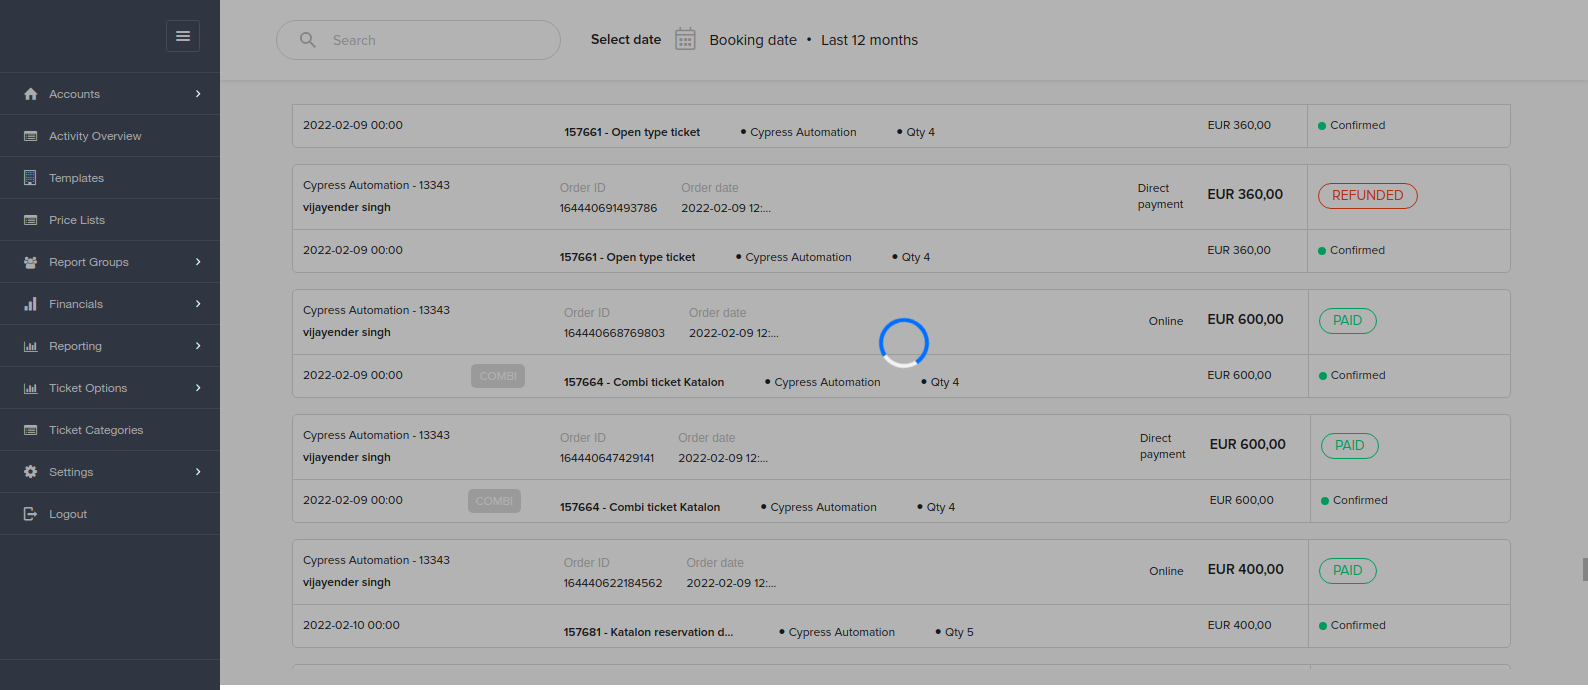 Search
Select date Booking date • Last 12 months
Accounts
Activity Overview
Templates
Price Lists
Report Groups
Financials
Reporting
Ticket Options
Ticket Categories
Settings
Logout
2022-02-09 00:00 157661 - Open type ticket • Cypress Automation • Qty 4 EUR 360,00 Confirmed
Cypress Automation - 13343 Order ID Order date Direct payment EUR 360,00 REFUNDED
vijayender singh 164440691493786 2022-02-09 12:...
2022-02-09 00:00 157661 - Open type ticket • Cypress Automation • Qty 4 EUR 360,00 Confirmed
Cypress Automation - 13343 Order ID Order date Online EUR 600,00 PAID
vijayender singh 164440668769803 2022-02-09 12:...
2022-02-09 00:00 COMBI 157664 - Combi ticket Katalon • Cypress Automation • Qty 4 EUR 600,00 Confirmed
Cypress Automation - 13343 Order ID Order date Direct payment EUR 600,00 PAID
vijayender singh 164440647429141 2022-02-09 12:...
2022-02-09 00:00 COMBI 157664 - Combi ticket Katalon • Cypress Automation • Qty 4 EUR 600,00 Confirmed
Cypress Automation - 13343 Order ID Order date Online EUR 400,00 PAID
vijayender singh 164440622184562 2022-02-09 12:...
2022-02-10 00:00 157681 - Katalon reservation d... • Cypress Automation • Qty 5 EUR 400,00 Confirmed